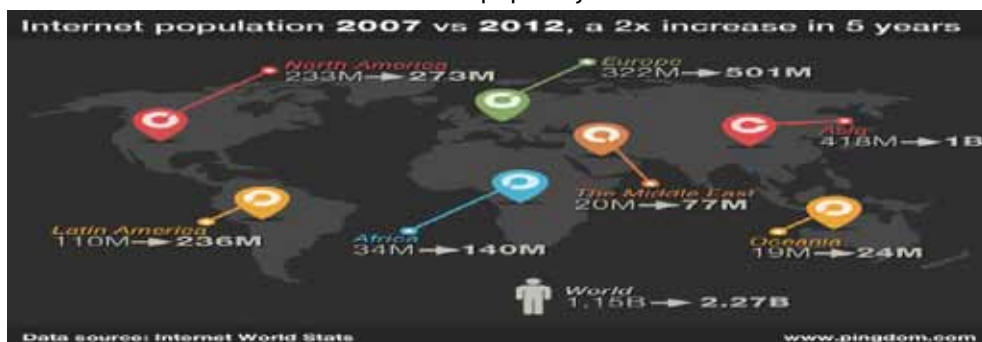 Internet population 2007 vs 2012, a 2x increase in 5 years
North America
233M→273M
Europe
322M→501M
Asia
418M→1B
The Middle East
20M→77M
Latin America
110M→236M
Africa
34M→140M
Oceania
19M→24M
World
1.15B→2.27B
Data source: Internet World Stats
www.pingdom.com